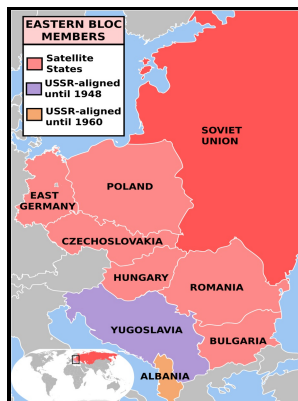 EASTERN BLOC
MEMBERS
Satellite
States
USSR-aligned
until 1948
USSR-aligned
until 1960
SOVIET
UNION
POLAND
EAST
GERMANY
CZECHOSLOVAKIA
HUNGARY
ROMANIA
YUGOSLAVIA
BULGARIA
ALBANIA